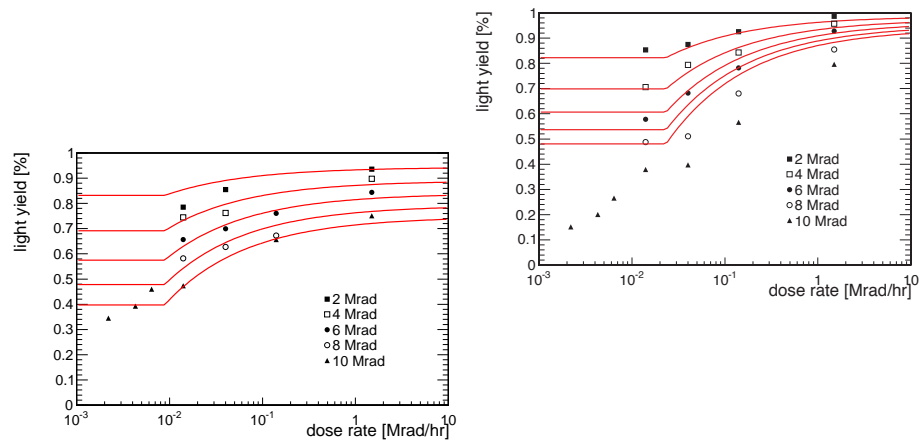 light yield [%]
1
0.9
0.8
0.7
0.6
0.5
0.4
0.3
0.2
0.1
0
2 Mrad
4 Mrad
6 Mrad
8 Mrad
10 Mrad
10-3 10-2 10-1 1 10
dose rate [Mrad/hr]
light yield [%]
1
0.9
0.8
0.7
0.6
0.5
0.4
0.3
0.2
0.1
0
2 Mrad
4 Mrad
6 Mrad
8 Mrad
10 Mrad
10-3 10-2 10-1 1 10
dose rate [Mrad/hr]